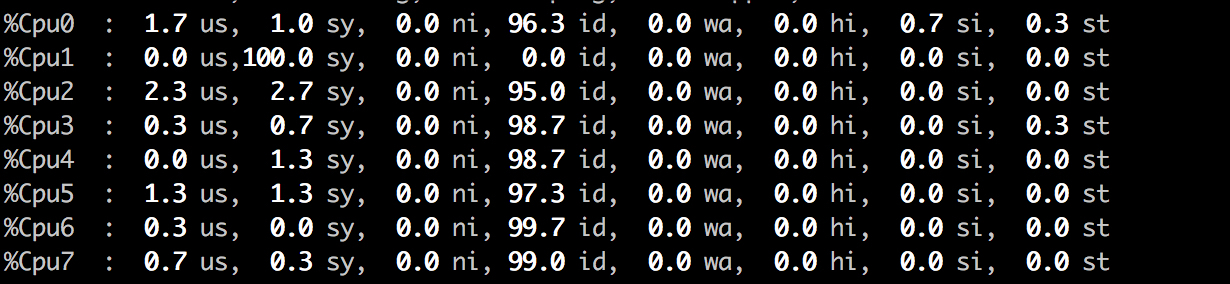 %Cpu0  :  1.7 us,  1.0 sy,  0.0 ni, 96.3 id,  0.0 wa,  0.0 hi,  0.7 si,  0.3 st
%Cpu1  :  0.0 us,100.0 sy,  0.0 ni,  0.0 id,  0.0 wa,  0.0 hi,  0.0 si,  0.0 st
%Cpu2  :  2.3 us,  2.7 sy,  0.0 ni, 95.0 id,  0.0 wa,  0.0 hi,  0.0 si,  0.0 st
%Cpu3  :  0.3 us,  0.7 sy,  0.0 ni, 98.7 id,  0.0 wa,  0.0 hi,  0.0 si,  0.3 st
%Cpu4  :  0.0 us,  1.3 sy,  0.0 ni, 98.7 id,  0.0 wa,  0.0 hi,  0.0 si,  0.0 st
%Cpu5  :  1.3 us,  1.3 sy,  0.0 ni, 97.3 id,  0.0 wa,  0.0 hi,  0.0 si,  0.0 st
%Cpu6  :  0.3 us,  0.0 sy,  0.0 ni, 99.7 id,  0.0 wa,  0.0 hi,  0.0 si,  0.0 st
%Cpu7  :  0.7 us,  0.3 sy,  0.0 ni, 99.0 id,  0.0 wa,  0.0 hi,  0.0 si,  0.0 st